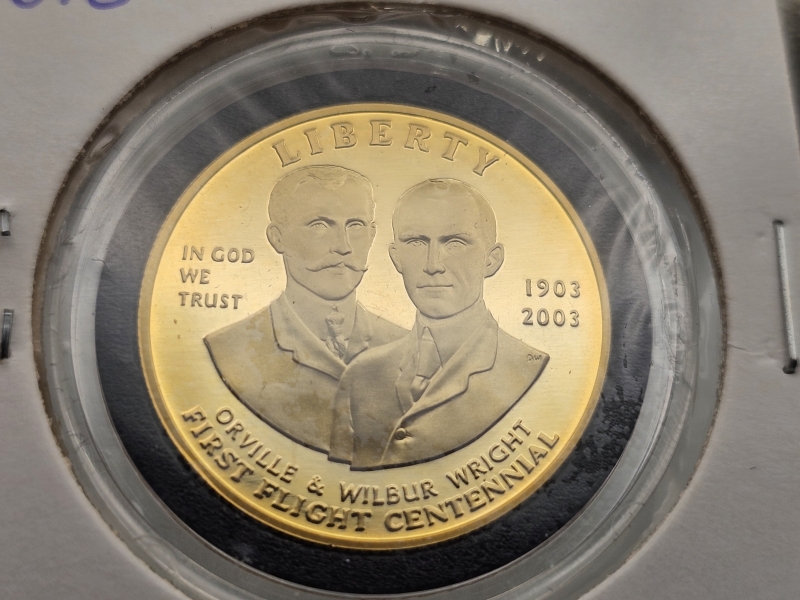 LIBERTY
IN GOD
WE
TRUST
1903
2003
ORVILLE & WILBUR WRIGHT
FIRST FLIGHT CENTENNIAL